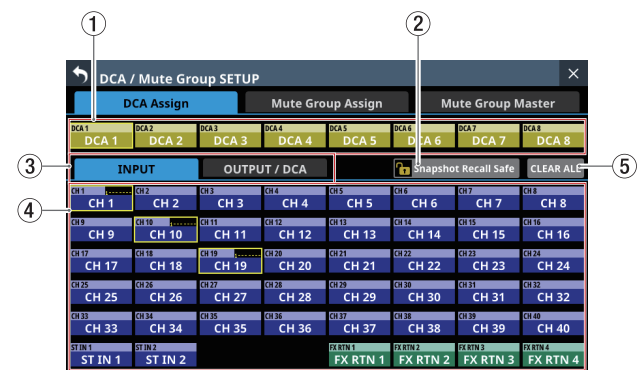 ① ②
DCA / Mute Group SETUP ×
DCA Assign Mute Group Assign Mute Group Master
DCA 1 DCA 2 DCA 3 DCA 4 DCA 5 DCA 6 DCA 7 DCA 8
DCA 1 DCA 2 DCA 3 DCA 4 DCA 5 DCA 6 DCA 7 DCA 8
③ INPUT OUTPUT / DCA Snapshot Recall Safe CLEAR ALL ⑤
④
CH 1 CH 2 CH 3 CH 4 CH 5 CH 6 CH 7 CH 8
CH 1 CH 2 CH 3 CH 4 CH 5 CH 6 CH 7 CH 8
CH 9 CH 10 CH 11 CH 12 CH 13 CH 14 CH 15 CH 16
CH 9 CH 10 CH 11 CH 12 CH 13 CH 14 CH 15 CH 16
CH 17 CH 18 CH 19 CH 20 CH 21 CH 22 CH 23 CH 24
CH 17 CH 18 CH 19 CH 20 CH 21 CH 22 CH 23 CH 24
CH 25 CH 26 CH 27 CH 28 CH 29 CH 30 CH 31 CH 32
CH 25 CH 26 CH 27 CH 28 CH 29 CH 30 CH 31 CH 32
CH 33 CH 34 CH 35 CH 36 CH 37 CH 38 CH 39 CH 40
CH 33 CH 34 CH 35 CH 36 CH 37 CH 38 CH 39 CH 40
ST IN 1 ST IN 2 FX RTN 1 FX RTN 2 FX RTN 3 FX RTN 4
ST IN 1 ST IN 2 FX RTN 1 FX RTN 2 FX RTN 3 FX RTN 4